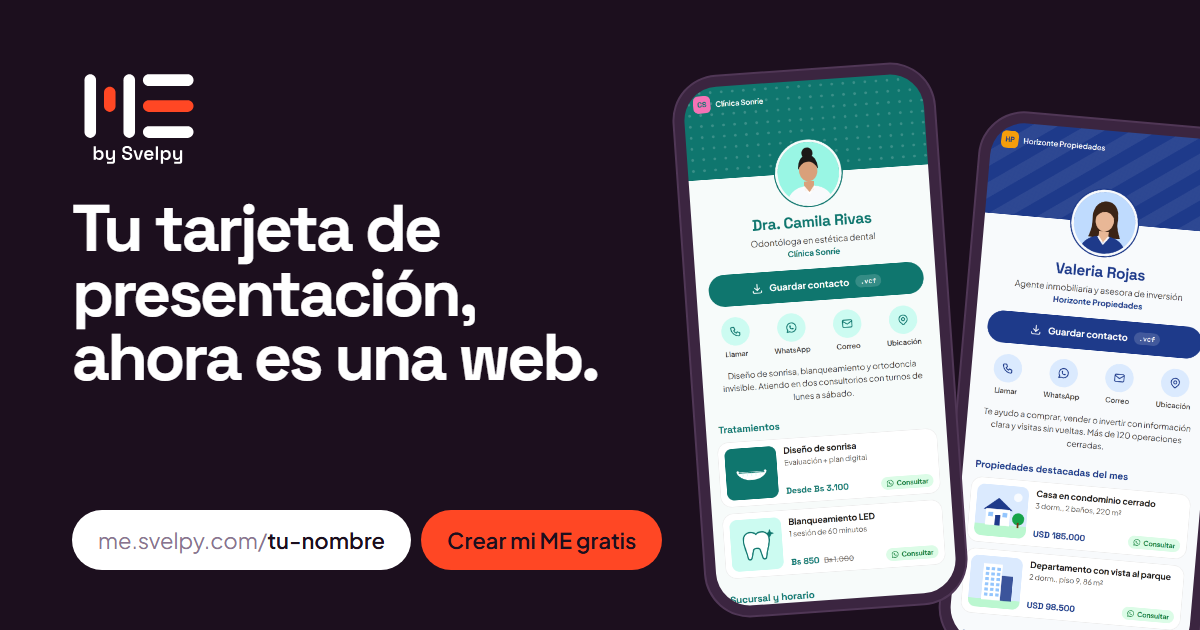 ME
by Svelpy
Tu tarjeta de
presentación,
ahora es una web.
me.svelpy.com/tu-nombre
Crear mi ME gratis
CS Clínica Sonríe
Dra. Camila Rivas
Odontóloga en estética dental
Clínica Sonríe
Guardar contacto .vcf
Llamar WhatsApp Correo Ubicación
Diseño de sonrisa, blanqueamiento y ortodoncia
invisible. Atiendo en dos consultorios con turnos de
lunes a sábado.
Tratamientos
Diseño de sonrisa
Evaluación + plan digital
Desde Bs 3.100 Consultar
Blanqueamiento LED
1 sesión de 60 minutos
Bs 850 Bs 1.000 Consultar
Sucursal y horario
HP Horizonte Propiedades
Valeria Rojas
Agente inmobiliaria y asesora de inversión
Horizonte Propiedades
Guardar contacto .vcf
Llamar WhatsApp Correo Ubicación
Te ayudo a comprar, vender o invertir con información
clara y visitas sin vueltas. Más de 120 operaciones
cerradas.
Propiedades destacadas del mes
Casa en condominio cerrado
3 dorm., 2 baños, 220 m²
USD 185.000 Consultar
Departamento con vista al parque
2 dorm., piso 9, 86 m²
USD 98.500 Consultar